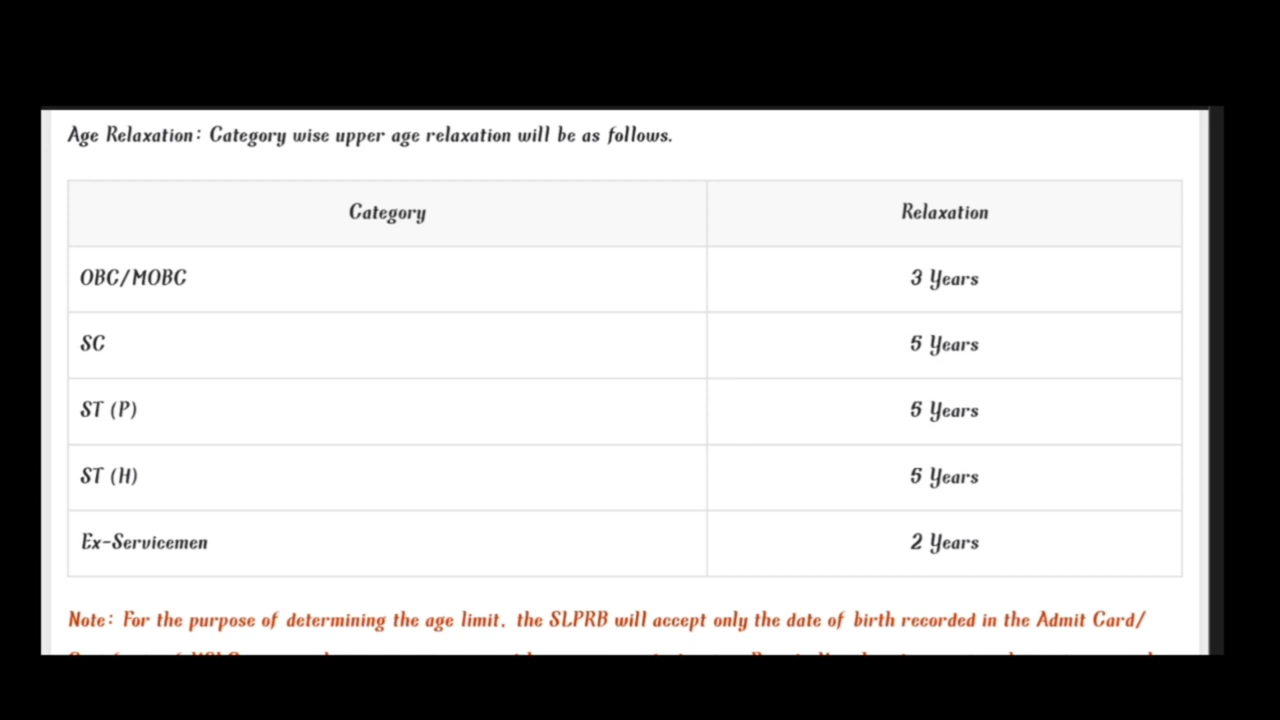 Age Relaxation: Category wise upper age relaxation will be as follows.
Category Relaxation
OBC/MOBC 3 Years
SC 5 Years
ST (P) 5 Years
ST (H) 5 Years
Ex-Servicemen 2 Years
Note: For the purpose of determining the age limit, the SLPRB will accept only the date of birth recorded in the Admit Card/